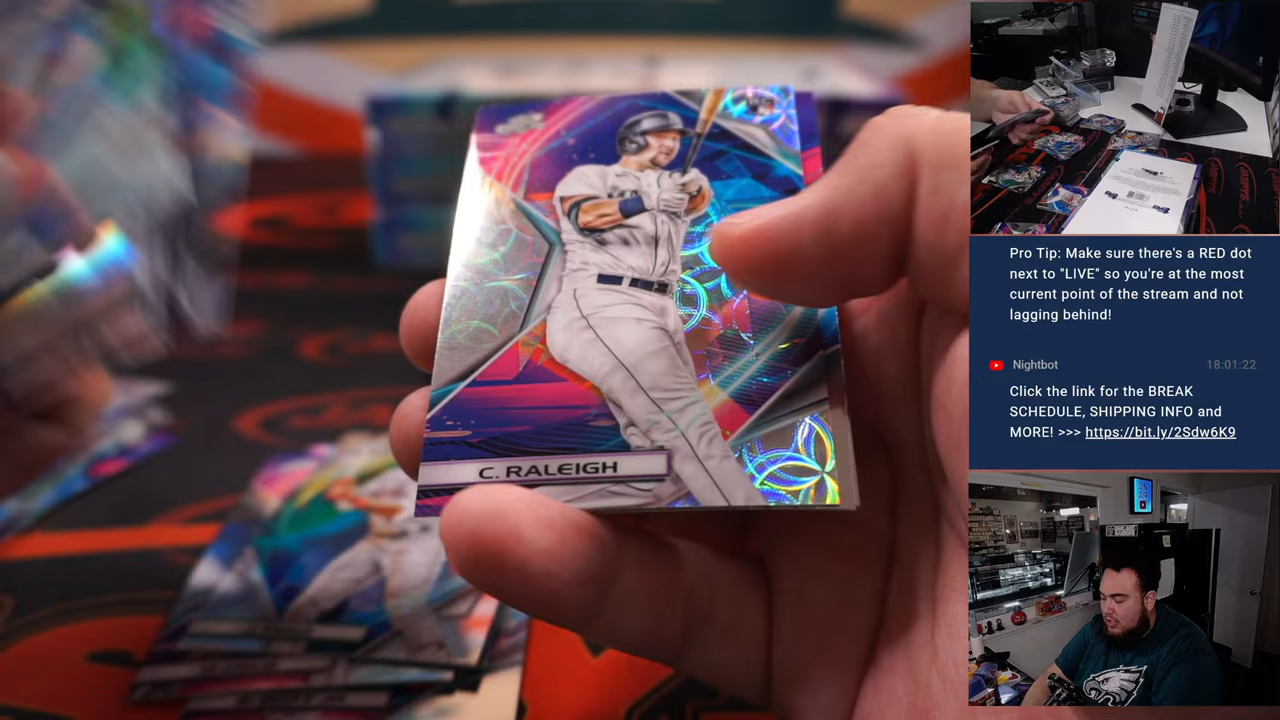 C. RALEIGH
Pro Tip: Make sure there's a RED dot
next to "LIVE" so you're at the most
current point of the stream and not
lagging behind!
Nightbot 18:01:22
Click the link for the BREAK
SCHEDULE, SHIPPING INFO and
MORE! >>> https://bit.ly/2Sdw6K9